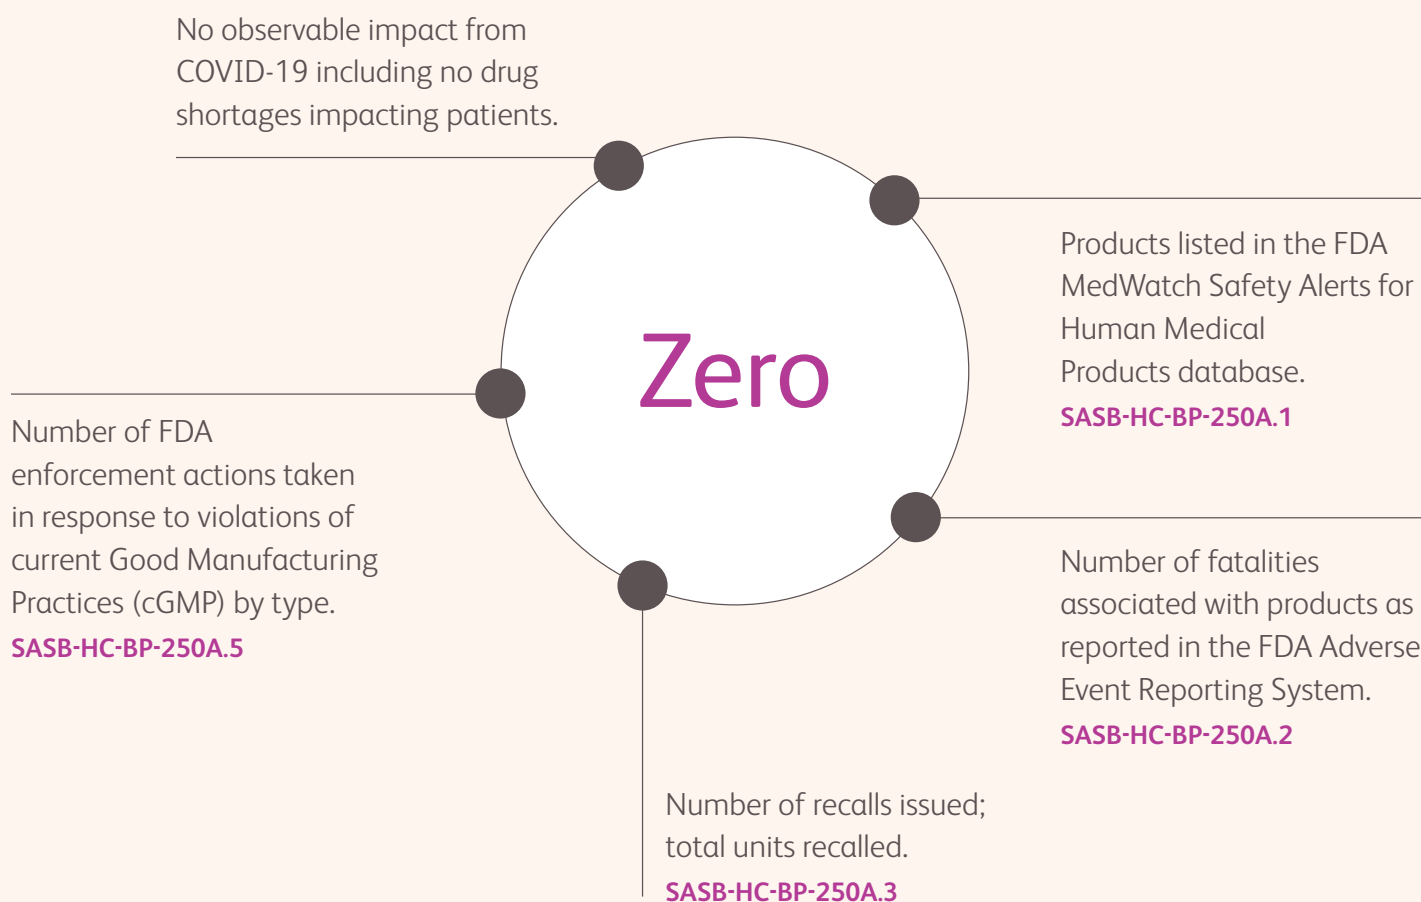 No observable impact from
COVID-19 including no drug
shortages impacting patients.
Zero
Products listed in the FDA
MedWatch Safety Alerts for
Human Medical
Products database.
SASB-HC-BP-250A.1
Number of FDA
enforcement actions taken
in response to violations of
current Good Manufacturing
Practices (cGMP) by type.
SASB-HC-BP-250A.5
Number of fatalities
associated with products as
reported in the FDA Adverse
Event Reporting System.
SASB-HC-BP-250A.2
Number of recalls issued;
total units recalled.
SASB-HC-BP-250A.3